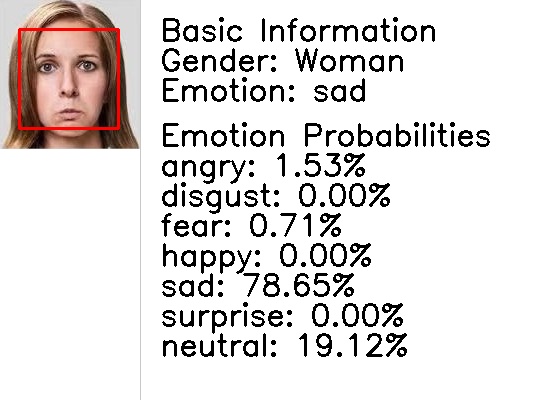 Basic Information
Gender: Woman
Emotion: sad
Emotion Probabilities
angry: 1.53%
disgust: 0.00%
fear: 0.71%
happy: 0.00%
sad: 78.65%
surprise: 0.00%
neutral: 19.12%